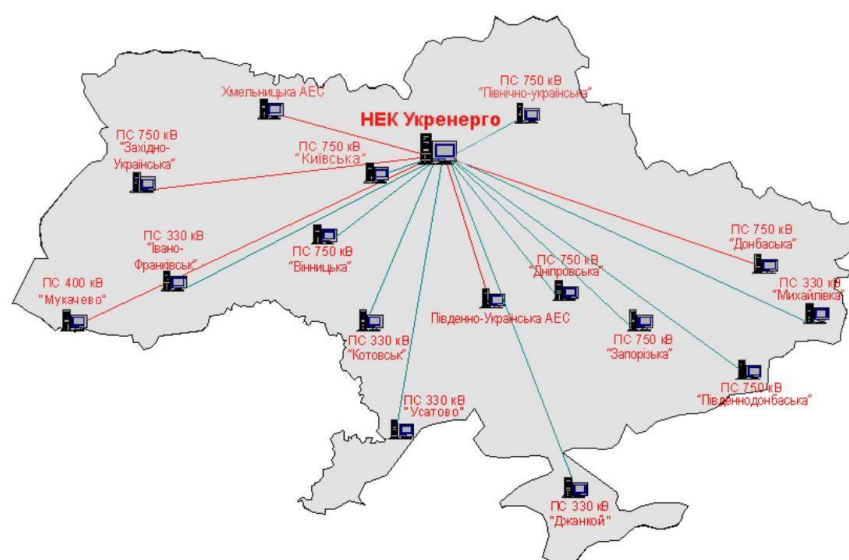 Хмельницька АЕС
ПС 750 кВ
"Північно-українська"
НЕК Укренерго
ПС 750 кВ
"Західно-
Українська"
ПС 750 кВ
"Київська"
ПС 330 кВ
"Івано-
Франківськ"
ПС 750 кВ
"Вінницька"
ПС 750 кВ
"Донбаська"
ПС 750 кВ
"Дніпровська"
ПС 400 кВ
"Мукачево"
ПС 330 кВ
"Михайлівка"
Південно-Українська АЕС
ПС 330 кВ
"Котовськ"
ПС 750 кВ
"Запорізька"
ПС 750 кВ
"Південнодонбаська"
ПС 330 кВ
"Усатово"
ПС 330 кВ
"Джанкой"